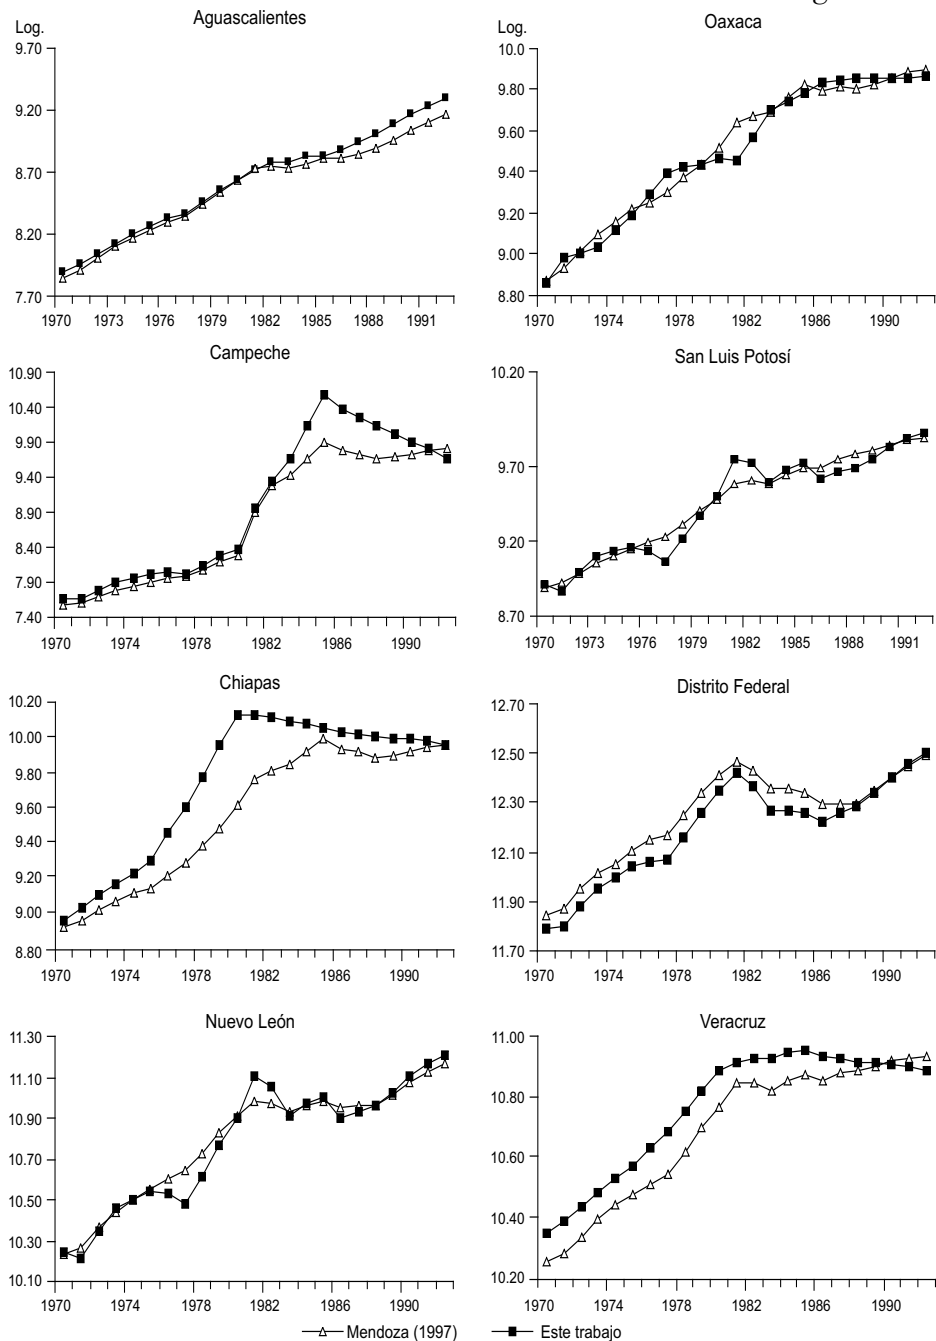 Aguascalientes
Log.
9.70
9.20
8.70
8.20
7.70
1970 1973 1976 1979 1982 1985 1988 1991
Oaxaca
Log.
10.0
9.80
9.60
9.40
9.20
9.00
8.80
1970 1974 1978 1982 1986 1990
Campeche
10.90
10.40
9.90
9.40
8.90
8.40
7.90
7.40
1970 1974 1978 1982 1986 1990
San Luis Potosí
10.20
9.70
9.20
8.70
1970 1973 1976 1979 1982 1985 1988 1991
Chiapas
10.20
10.00
9.80
9.60
9.40
9.20
9.00
8.80
1970 1974 1978 1982 1986 1990
Distrito Federal
12.70
12.50
12.30
12.10
11.90
11.70
1970 1974 1978 1982 1986 1990
Nuevo León
11.30
11.10
10.90
10.70
10.50
10.30
10.10
1970 1974 1978 1982 1986 1990
Veracruz
11.00
10.80
10.60
10.40
10.20
1970 1974 1978 1982 1986 1990
Mendoza (1997) Este trabajo